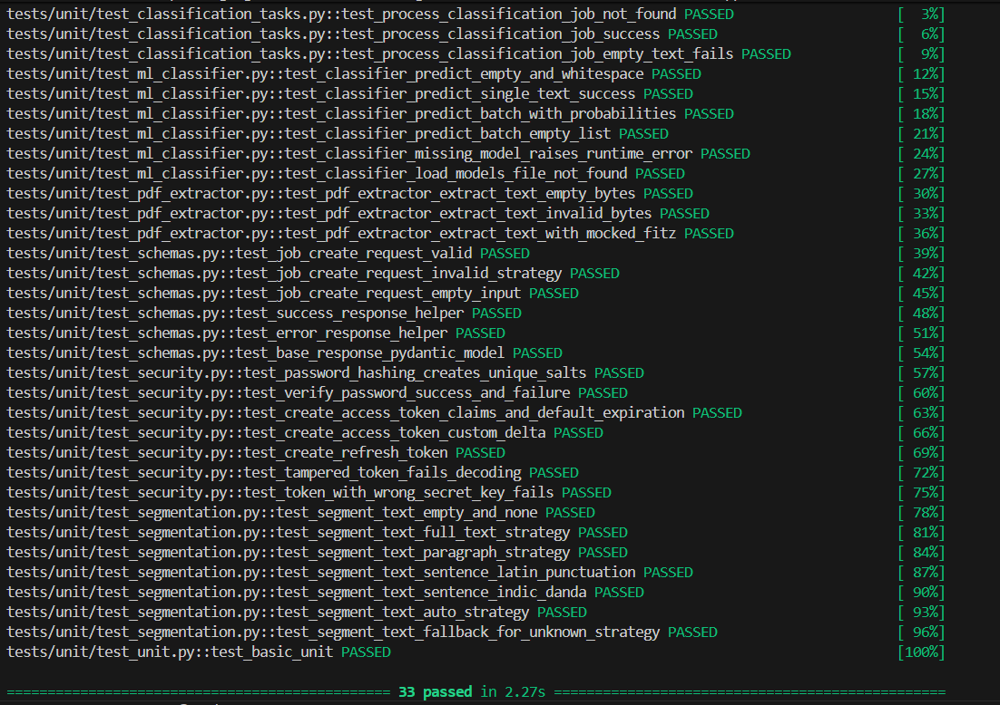 tests/unit/test_classification_tasks.py::test_process_classification_job_not_found PASSED [  3%]
tests/unit/test_classification_tasks.py::test_process_classification_job_success PASSED [  6%]
tests/unit/test_classification_tasks.py::test_process_classification_job_empty_text_fails PASSED [  9%]
tests/unit/test_ml_classifier.py::test_classifier_predict_empty_and_whitespace PASSED [ 12%]
tests/unit/test_ml_classifier.py::test_classifier_predict_single_text_success PASSED [ 15%]
tests/unit/test_ml_classifier.py::test_classifier_predict_batch_with_probabilities PASSED [ 18%]
tests/unit/test_ml_classifier.py::test_classifier_predict_batch_empty_list PASSED [ 21%]
tests/unit/test_ml_classifier.py::test_classifier_missing_model_raises_runtime_error PASSED [ 24%]
tests/unit/test_ml_classifier.py::test_classifier_load_models_file_not_found PASSED [ 27%]
tests/unit/test_pdf_extractor.py::test_pdf_extractor_extract_text_empty_bytes PASSED [ 30%]
tests/unit/test_pdf_extractor.py::test_pdf_extractor_extract_text_invalid_bytes PASSED [ 33%]
tests/unit/test_pdf_extractor.py::test_pdf_extractor_extract_text_with_mocked_fitz PASSED [ 36%]
tests/unit/test_schemas.py::test_job_create_request_valid PASSED [ 39%]
tests/unit/test_schemas.py::test_job_create_request_invalid_strategy PASSED [ 42%]
tests/unit/test_schemas.py::test_job_create_request_empty_input PASSED [ 45%]
tests/unit/test_schemas.py::test_success_response_helper PASSED [ 48%]
tests/unit/test_schemas.py::test_error_response_helper PASSED [ 51%]
tests/unit/test_schemas.py::test_base_response_pydantic_model PASSED [ 54%]
tests/unit/test_security.py::test_password_hashing_creates_unique_salts PASSED [ 57%]
tests/unit/test_security.py::test_verify_password_success_and_failure PASSED [ 60%]
tests/unit/test_security.py::test_create_access_token_claims_and_default_expiration PASSED [ 63%]
tests/unit/test_security.py::test_create_access_token_custom_delta PASSED [ 66%]
tests/unit/test_security.py::test_create_refresh_token PASSED [ 69%]
tests/unit/test_security.py::test_tampered_token_fails_decoding PASSED [ 72%]
tests/unit/test_security.py::test_token_with_wrong_secret_key_fails PASSED [ 75%]
tests/unit/test_segmentation.py::test_segment_text_empty_and_none PASSED [ 78%]
tests/unit/test_segmentation.py::test_segment_text_full_text_strategy PASSED [ 81%]
tests/unit/test_segmentation.py::test_segment_text_paragraph_strategy PASSED [ 84%]
tests/unit/test_segmentation.py::test_segment_text_sentence_latin_punctuation PASSED [ 87%]
tests/unit/test_segmentation.py::test_segment_text_sentence_indic_danda PASSED [ 90%]
tests/unit/test_segmentation.py::test_segment_text_auto_strategy PASSED [ 93%]
tests/unit/test_segmentation.py::test_segment_text_fallback_for_unknown_strategy PASSED [ 96%]
tests/unit/test_unit.py::test_basic_unit PASSED [100%]
=============================================== 33 passed in 2.27s ================================================